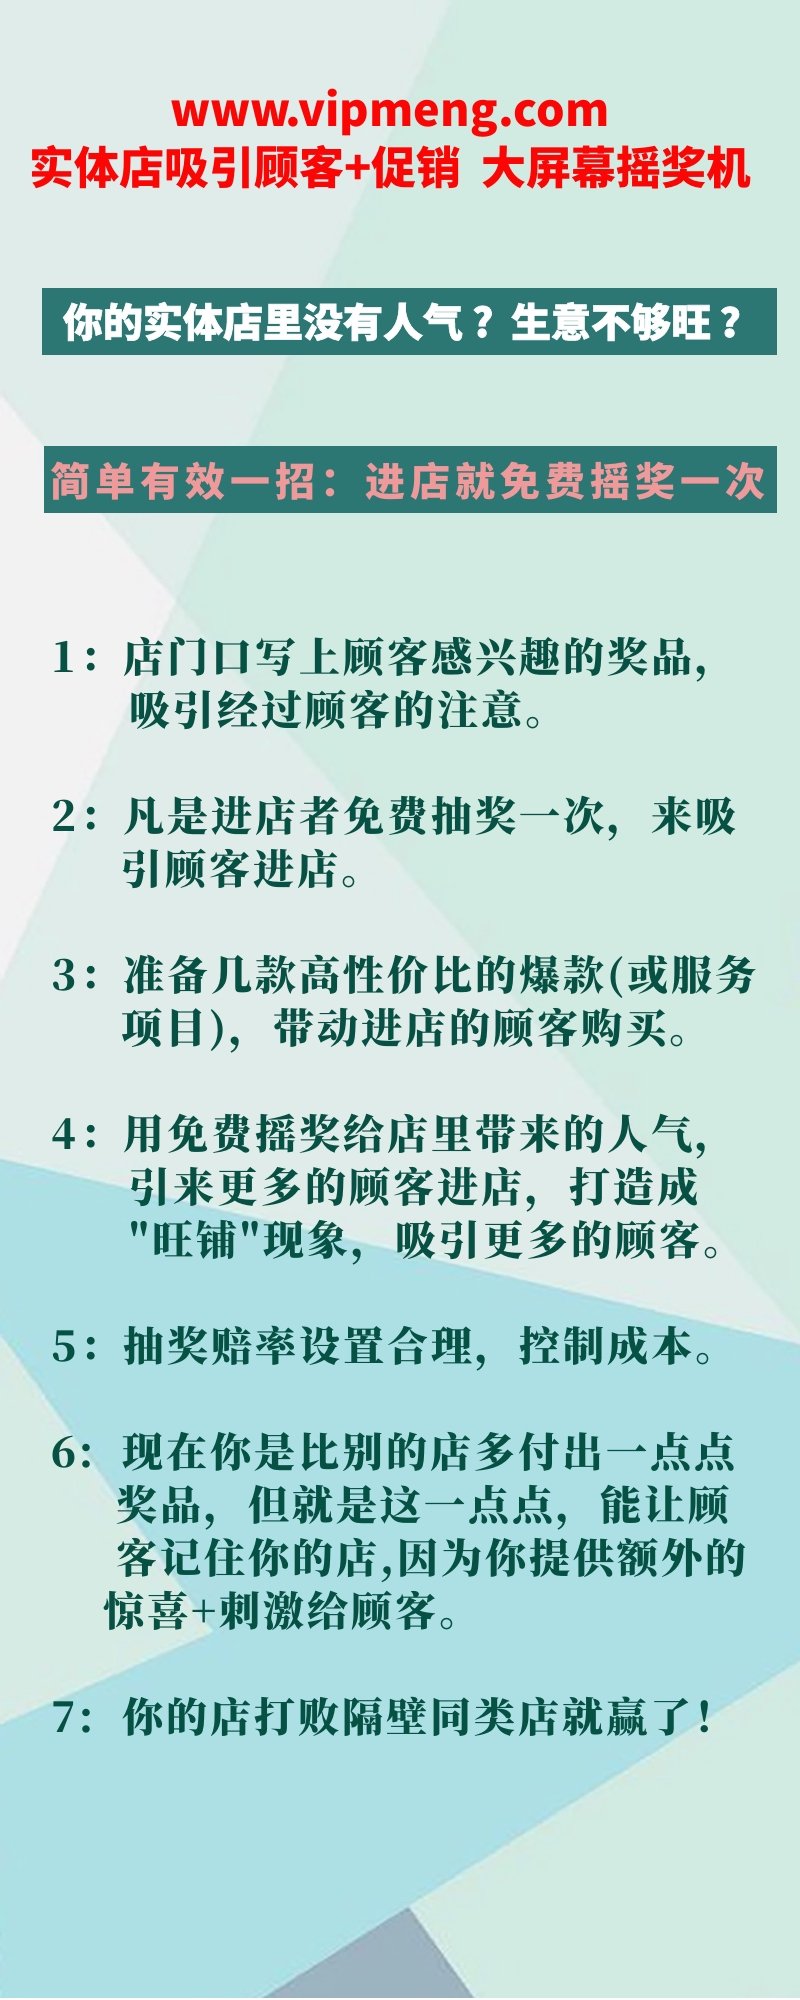 www.vipmeng.com
实体店吸引顾客+促销 大屏幕摇奖机
你的实体店里没有人气？生意不够旺？
简单有效一招：进店就免费摇奖一次
1：店门口写上顾客感兴趣的奖品，
吸引经过顾客的注意。
2：凡是进店者免费抽奖一次，来吸
引顾客进店。
3：准备几款高性价比的爆款(或服务
项目)，带动进店的顾客购买。
4：用免费摇奖给店里带来的人气，
引来更多的顾客进店，打造成
"旺铺"现象，吸引更多的顾客。
5：抽奖赔率设置合理，控制成本。
6：现在你是比别的店多付出一点点
奖品，但就是这一点点，能让顾
客记住你的店,因为你提供额外的
惊喜+刺激给顾客。
7：你的店打败隔壁同类店就赢了！